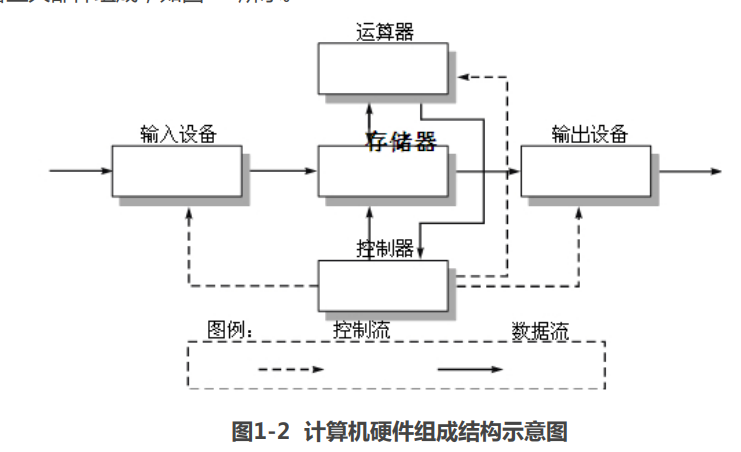 运算器
输入设备
存储器
输出设备
控制器
图例： 控制流 数据流
图1-2 计算机硬件组成结构示意图